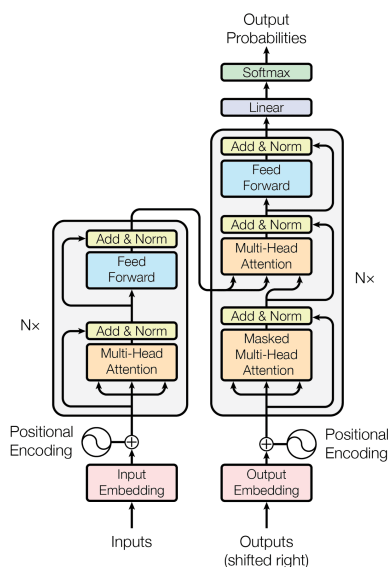 Output
Probabilities
Softmax
Linear
Add & Norm
Feed
Forward
Add & Norm
Multi-Head
Attention
Add & Norm
Masked
Multi-Head
Attention
N×
Add & Norm
Feed
Forward
Add & Norm
Multi-Head
Attention
N×
Positional
Encoding
Positional
Encoding
Input
Embedding
Output
Embedding
Inputs
Outputs
(shifted right)